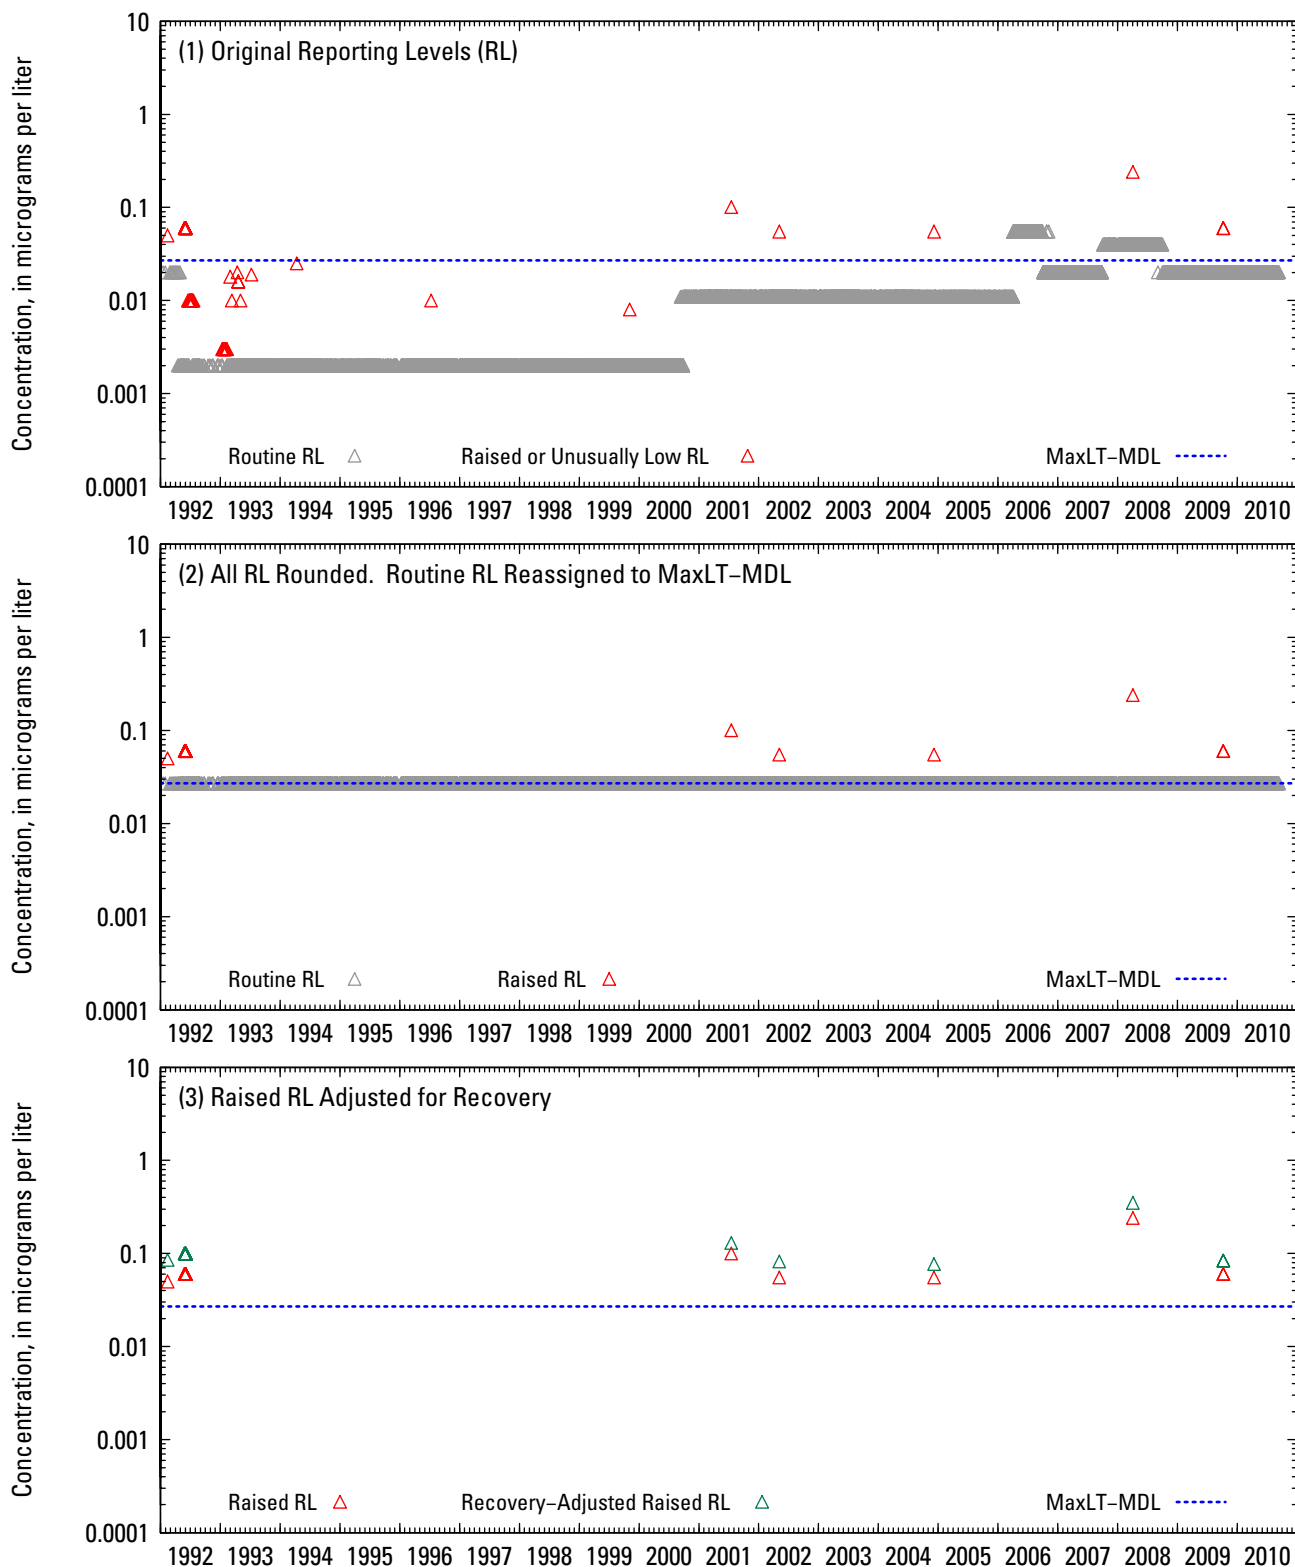 (1) Original Reporting Levels (RL)
Concentration, in micrograms per liter
10
1
0.1
0.01
0.001
0.0001
Routine RL
Raised or Unusually Low RL
MaxLT−MDL
1992 1993 1994 1995 1996 1997 1998 1999 2000 2001 2002 2003 2004 2005 2006 2007 2008 2009 2010
(2) All RL Rounded. Routine RL Reassigned to MaxLT−MDL
Concentration, in micrograms per liter
10
1
0.1
0.01
0.001
0.0001
Routine RL
Raised RL
MaxLT−MDL
1992 1993 1994 1995 1996 1997 1998 1999 2000 2001 2002 2003 2004 2005 2006 2007 2008 2009 2010
(3) Raised RL Adjusted for Recovery
Concentration, in micrograms per liter
10
1
0.1
0.01
0.001
0.0001
Raised RL
Recovery−Adjusted Raised RL
MaxLT−MDL
1992 1993 1994 1995 1996 1997 1998 1999 2000 2001 2002 2003 2004 2005 2006 2007 2008 2009 2010